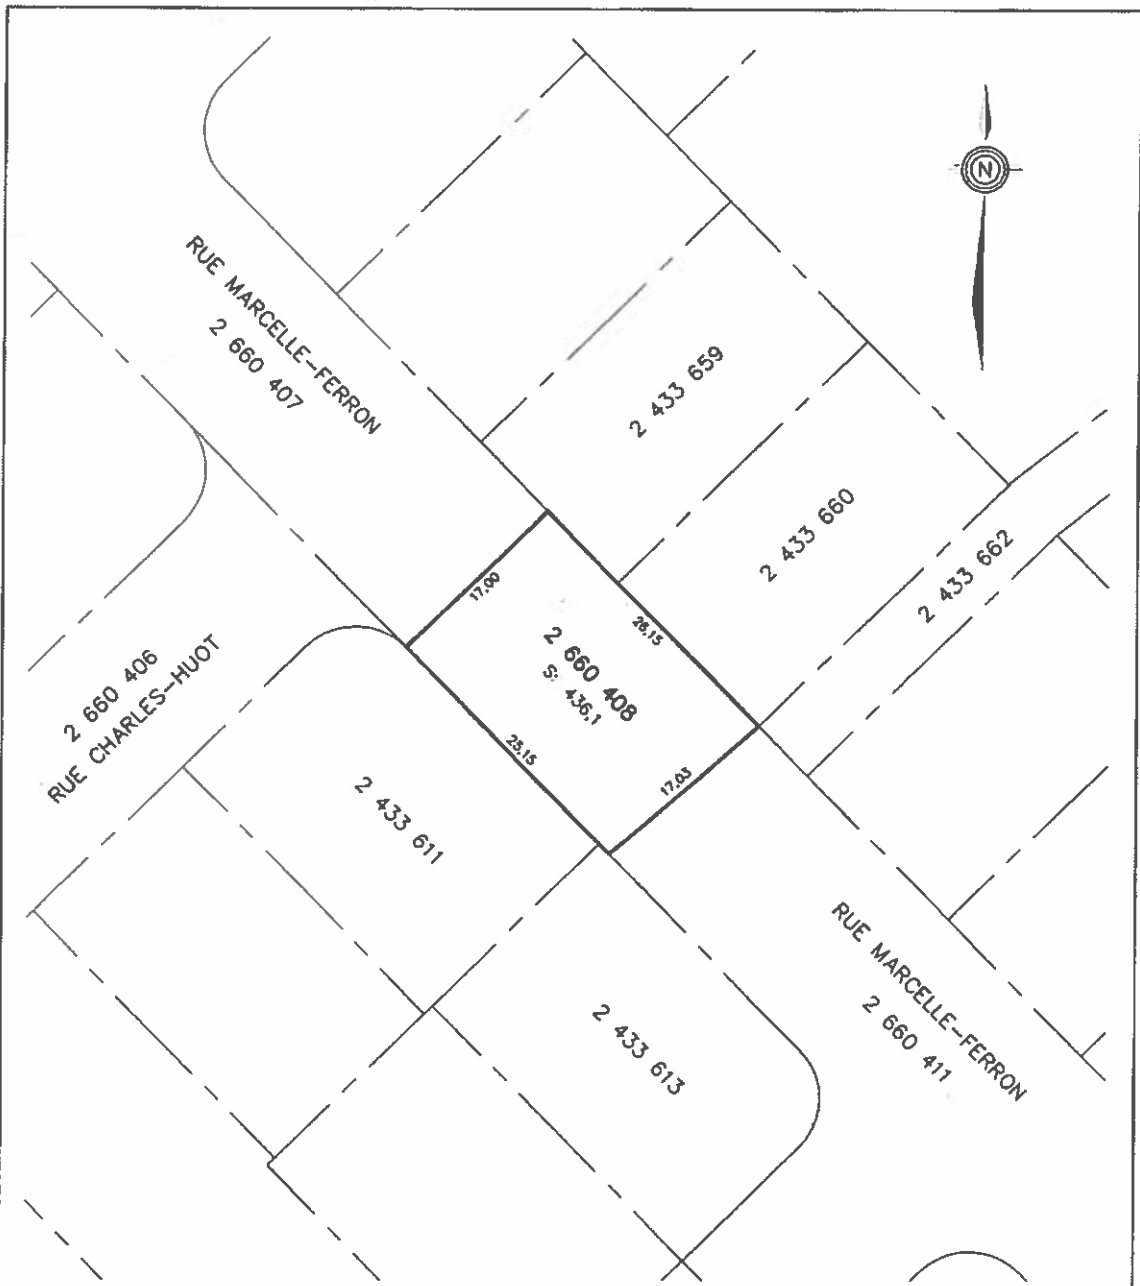 N
RUE MARCELLE-FERRON
2 660 407
2 433 659
2 433 660
2 433 662
17,00
26,15
2 660 408
S: 436,1
25,15
17,03
2 660 406
RUE CHARLES-HUOT
2 433 611
2 433 613
RUE MARCELLE-FERRON
2 660 411